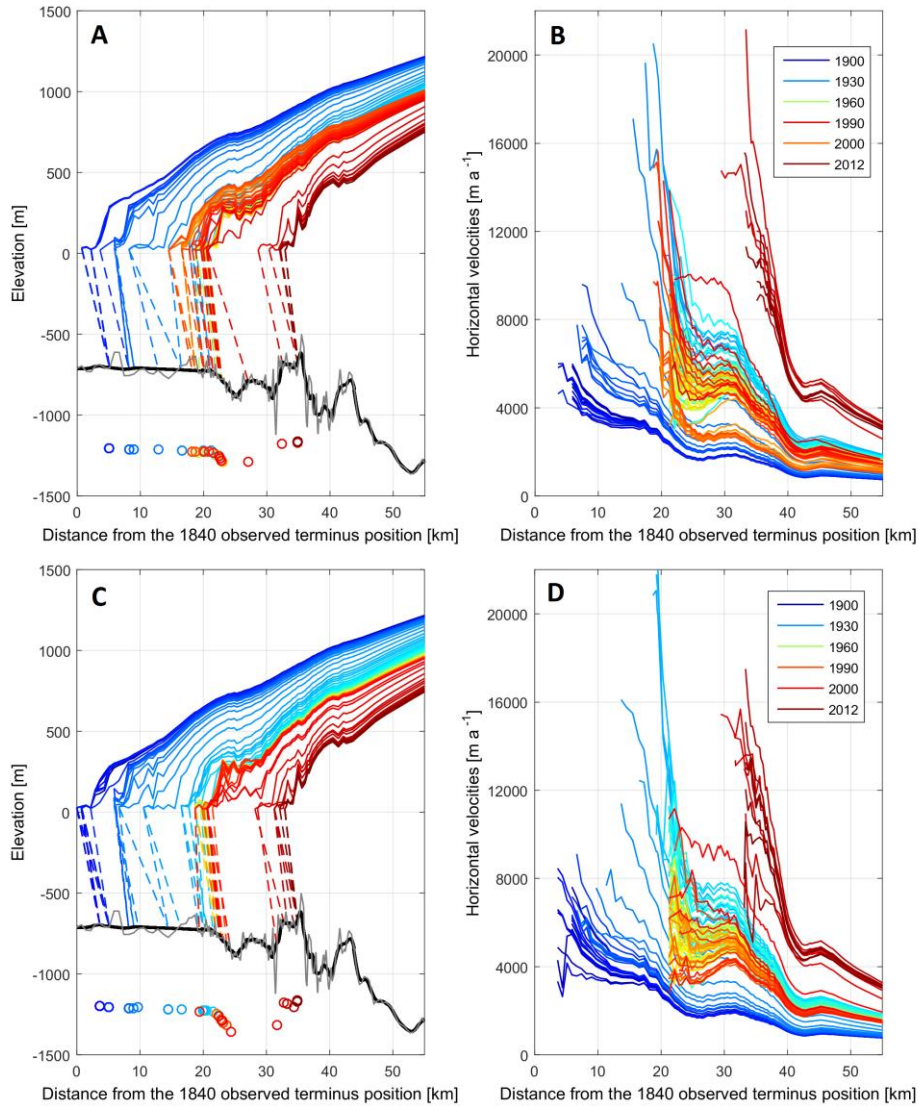 A
1500
1000
500
0
-500
-1000
-1500
Elevation [m]
0 10 20 30 40 50
Distance from the 1840 observed terminus position [km]
B
20000
16000
12000
8000
4000
0
Horizontal velocities [m a -1]
1900
1930
1960
1990
2000
2012
0 10 20 30 40 50
Distance from the 1840 observed terminus position [km]
C
1500
1000
500
0
-500
-1000
-1500
Elevation [m]
0 10 20 30 40 50
Distance from the 1840 observed terminus position [km]
D
20000
16000
12000
8000
4000
0
Horizontal velocities [m a -1]
1900
1930
1960
1990
2000
2012
0 10 20 30 40 50
Distance from the 1840 observed terminus position [km]